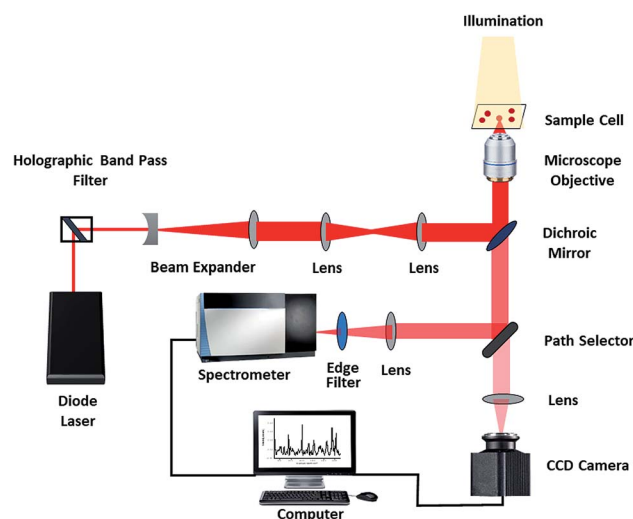 Illumination
Sample Cell
Holographic Band Pass
Filter
Microscope
Objective
Beam Expander
Lens
Lens
Dichroic
Mirror
Spectrometer
Edge
Filter
Lens
Path Selector
Diode
Laser
Lens
CCD Camera
Computer